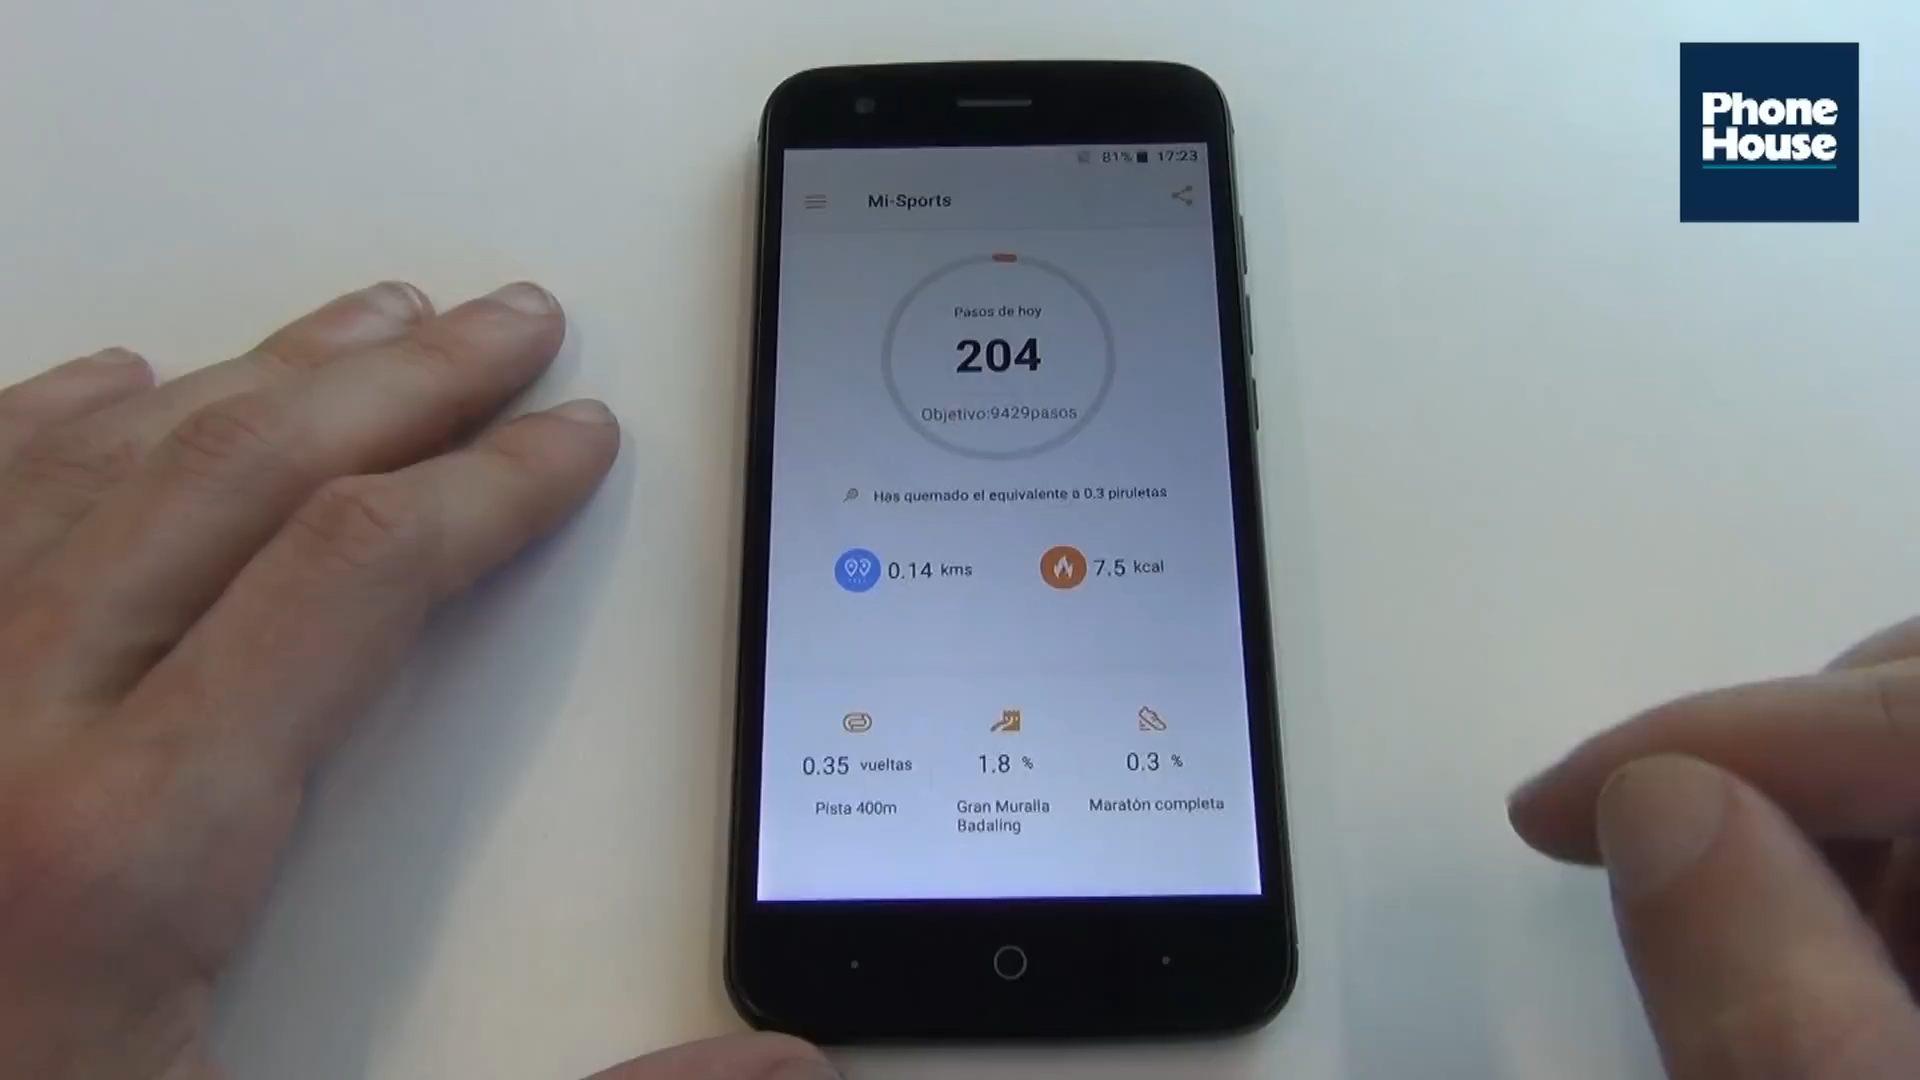 Phone
House
81% 17:23
Mi-Sports
Pasos de hoy
204
Objetivo:9429pasos
Has quemado el equivalente a 0.3 piruletas
0.14 kms
7.5 kcal
0.35 vueltas
1.8 %
0.3 %
Pista 400m
Gran Muralla
Badaling
Maratón completa